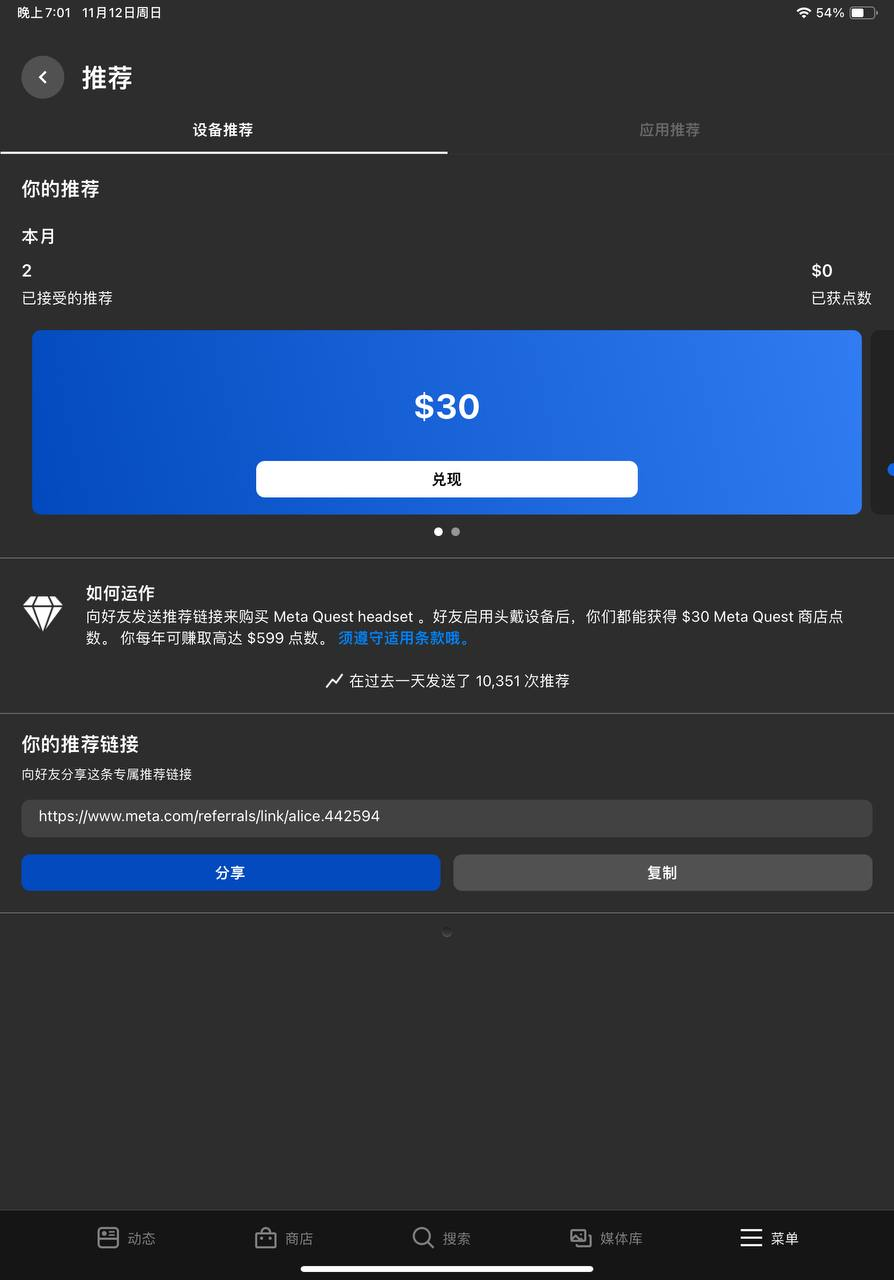 晚上7:01 11月12日周日 54%
推荐
设备推荐 应用推荐
你的推荐
本月
2 $0
已接受的推荐 已获点数
$30
兑现
如何运作
向好友发送推荐链接来购买 Meta Quest headset 。好友启用头戴设备后，你们都能获得 $30 Meta Quest 商店点
数。 你每年可赚取高达 $599 点数。 须遵守适用条款哦。
在过去一天发送了 10,351 次推荐
你的推荐链接
向好友分享这条专属推荐链接
https://www.meta.com/referrals/link/alice.442594
分享 复制
动态 商店 搜索 媒体库 菜单